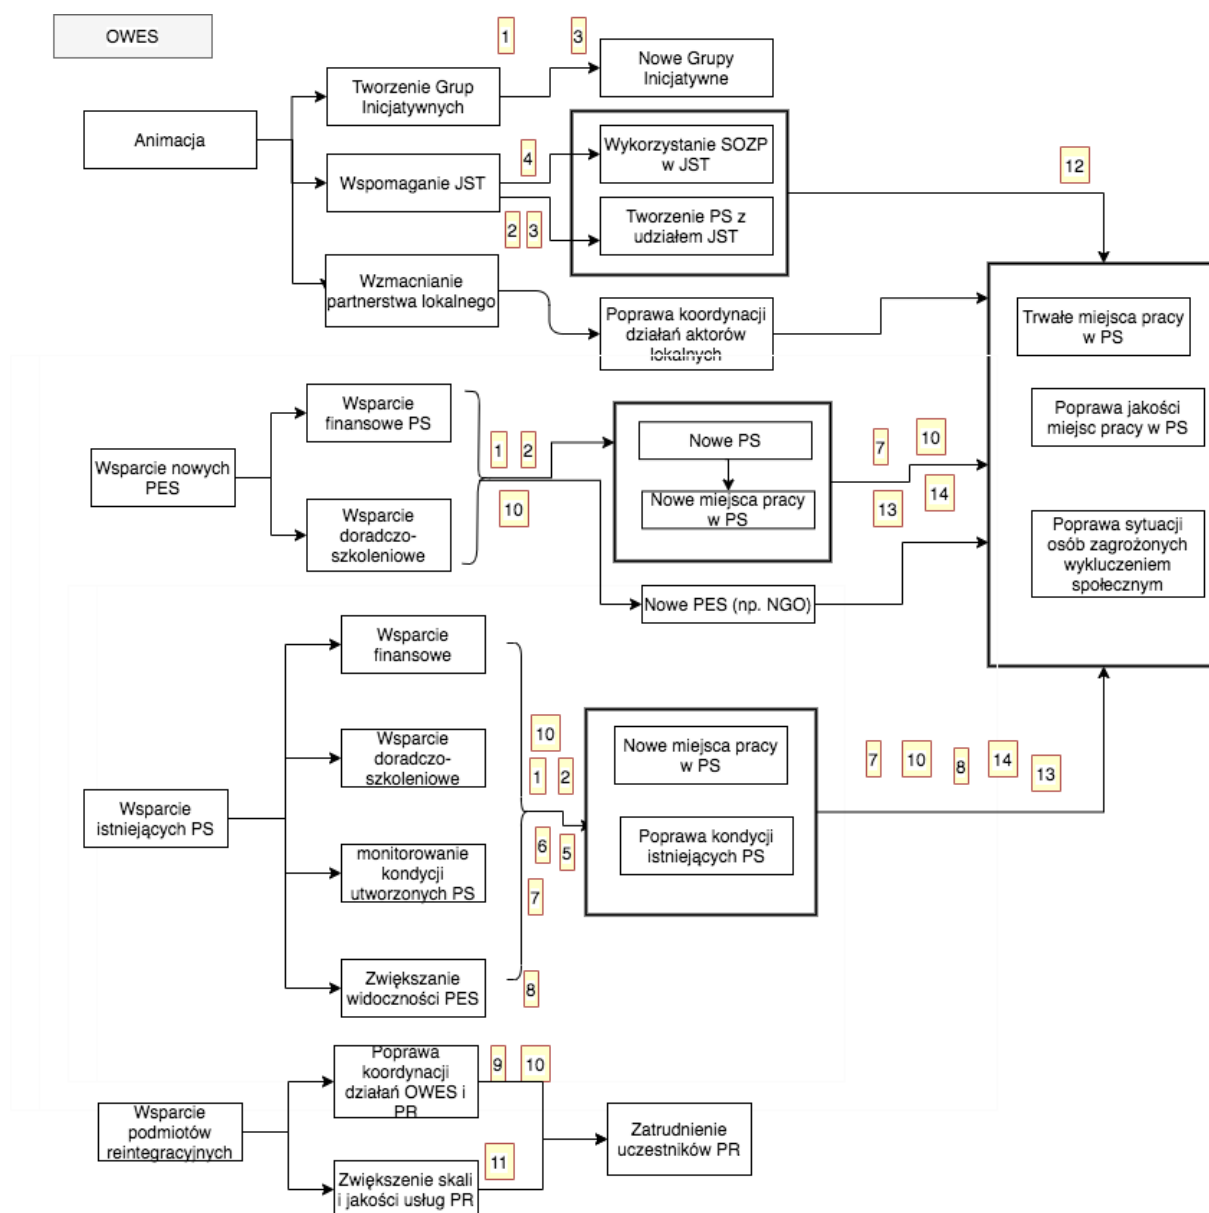 OWES
1
3
Nowe Grupy
Inicjatywne
Tworzenie Grup
Inicjatywnych
Animacja
Wykorzystanie SOZP
w JST
4
12
Wspomaganie JST
2
3
Tworzenie PS z
udziałem JST
Wzmacnianie
partnerstwa lokalnego
Poprawa koordynacji
działań aktorów
lokalnych
Trwałe miejsca pracy
w PS
Poprawa jakości
miejsc pracy w PS
Poprawa sytuacji
osób zagrożonych
wykluczeniem
społecznym
Wsparcie
finansowe PS
Wsparcie nowych
PES
Wsparcie
doradczo-
szkoleniowe
1
2
10
Nowe PS
Nowe miejsca pracy
w PS
7
10
13
14
Nowe PES (np. NGO)
Wsparcie
finansowe
Wsparcie
doradczo-
szkoleniowe
Wsparcie
istniejących PS
monitorowanie
kondycji
utworzonych PS
Zwiększanie
widoczności PES
10
1
2
6
5
7
8
Nowe miejsca pracy
w PS
Poprawa kondycji
istniejących PS
7
10
8
14
13
Poprawa
koordynacji
działań OWES i
PR
9
10
Wsparcie
podmiotów
reintegracyjnych
11
Zwiększenie skali
i jakości usług PR
Zatrudnienie
uczestników PR